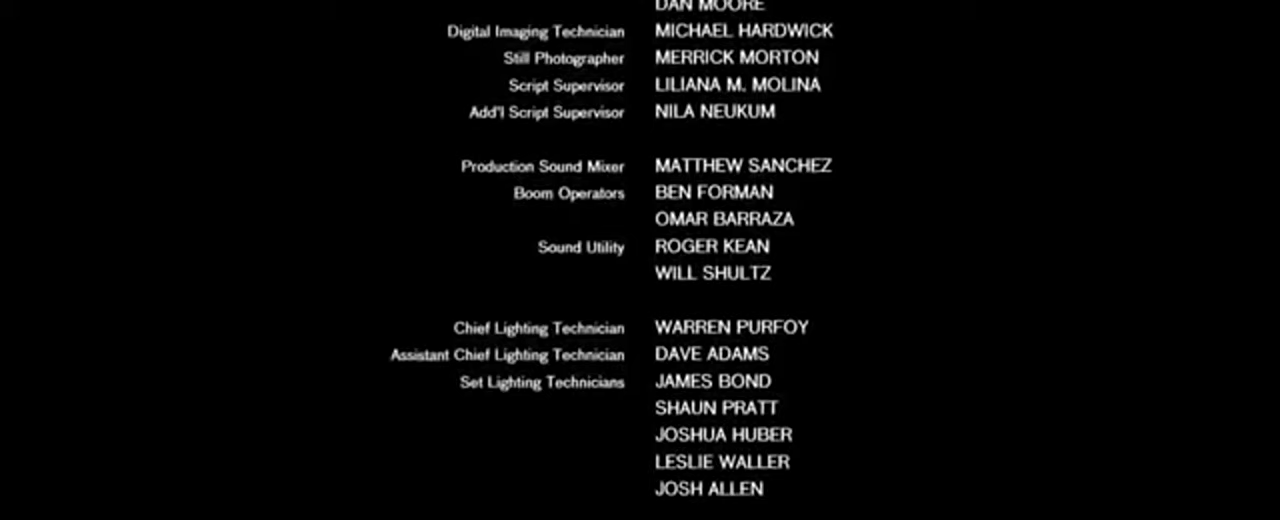 DAN MOORE
Digital Imaging Technician MICHAEL HARDWICK
Still Photographer MERRICK MORTON
Script Supervisor LILIANA M. MOLINA
Add'l Script Supervisor NILA NEUKUM
Production Sound Mixer MATTHEW SANCHEZ
Boom Operators BEN FORMAN
OMAR BARRAZA
Sound Utility ROGER KEAN
WILL SHULTZ
Chief Lighting Technician WARREN PURFOY
Assistant Chief Lighting Technician DAVE ADAMS
Set Lighting Technicians JAMES BOND
SHAUN PRATT
JOSHUA HUBER
LESLIE WALLER
JOSH ALLEN